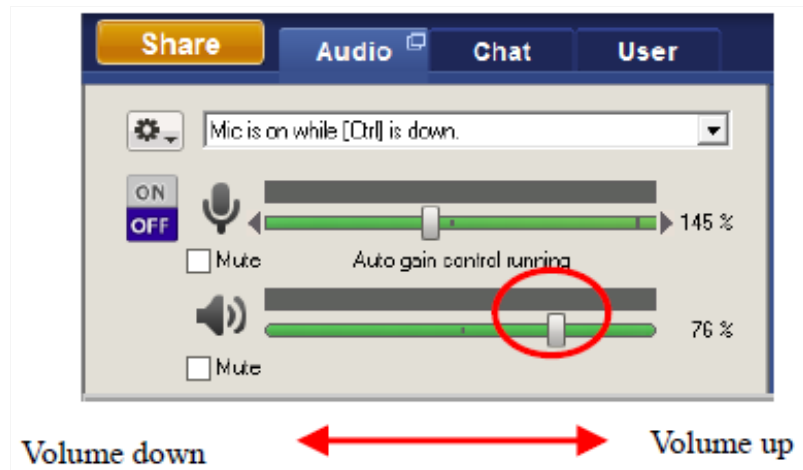 Share Audio Chat User
Mic is on while [Ctrl] is down.
ON
OFF
145 %
Mute Auto gain control running
76 %
Mute
Volume down Volume up